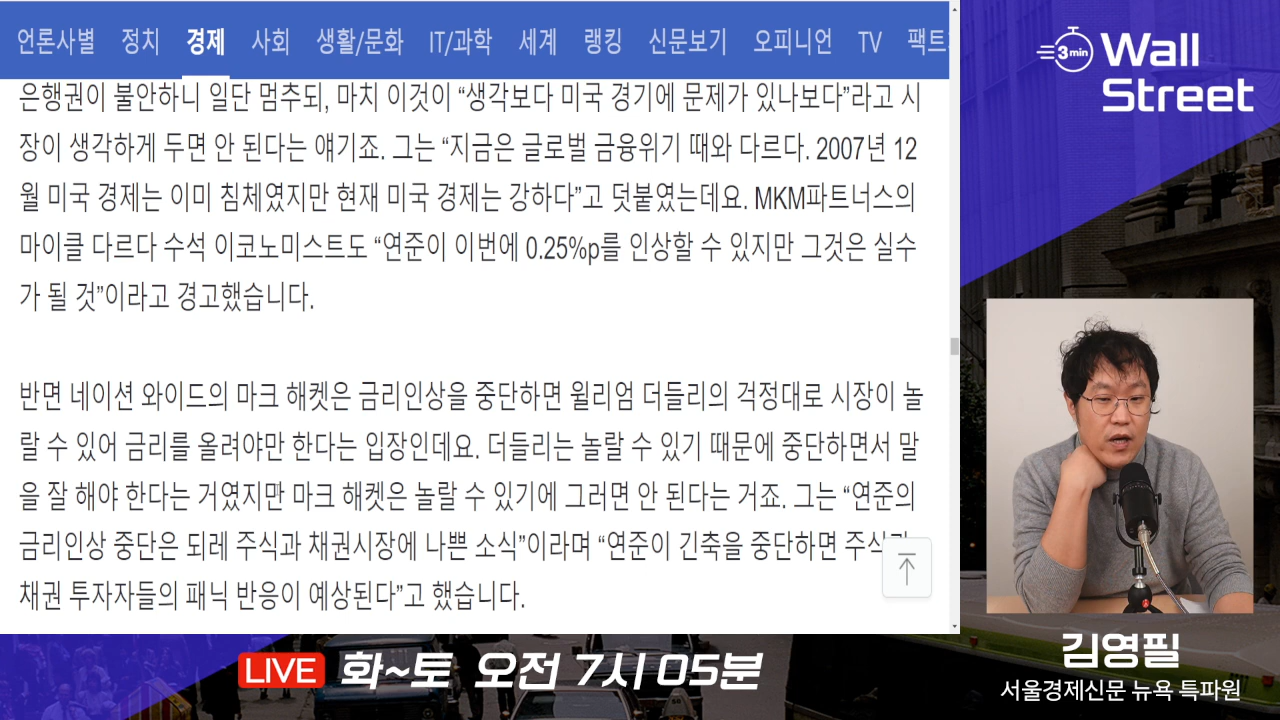 언론사별 정치 경제 사회 생활/문화 IT/과학 세계 랭킹 신문보기 오피니언 TV
은행권이 불안하니 일단 멈추되, 마치 이것이 “생각보다 미국 경기에 문제가 있나보다”라고 시
장이 생각하게 두면 안 된다는 얘기죠. 그는 “지금은 글로벌 금융위기 때와 다르다. 2007년 12
월 미국 경제는 이미 침체였지만 현재 미국 경제는 강하다”고 덧붙였는데요. MKM파트너스의
마이클 다르다 수석 이코노미스트도 “연준이 이번에 0.25%p를 인상할 수 있지만 그것은 실수
가 될 것”이라고 경고했습니다.
반면 네이션 와이드의 마크 해켓은 금리인상을 중단하면 윌리엄 더들리의 걱정대로 시장이 놀
랄 수 있어 금리를 올려야만 한다는 입장인데요. 더들리는 놀랄 수 있기 때문에 중단하면서 말
을 잘 해야 한다는 거였지만 마크 해켓은 놀랄 수 있기에 그러면 안 된다는 거죠. 그는 “연준의
금리인상 중단은 되레 주식과 채권시장에 나쁜 소식”이라며 “연준이 긴축을 중단하면
채권 투자자들의 패닉 반응이 예상된다”고 했습니다.
3min Wall
Street
김영필
서울경제신문 뉴욕 특파원
LIVE 화~토 오전 7시 05분